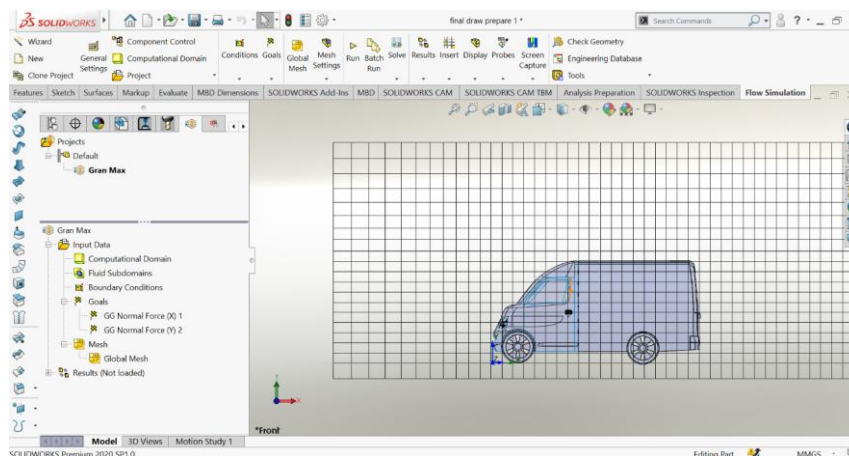 SOLIDWORKS
final draw prepare 1 *
Search Commands
Wizard
New
Clone Project
General Settings
Component Control
Computational Domain
Project
Conditions
Goals
Global Mesh
Mesh Settings
Run
Batch Run
Solve
Results
Insert
Display
Probes
Screen Capture
Check Geometry
Engineering Database
Tools
Features Sketch Surfaces Markup Evaluate MBD Dimensions SOLIDWORKS Add-Ins MBD SOLIDWORKS CAM SOLIDWORKS CAM TBM Analysis Preparation SOLIDWORKS Inspection Flow Simulation
Projects
Default
Gran Max
Gran Max
Input Data
Computational Domain
Fluid Subdomains
Boundary Conditions
Goals
GG Normal Force (X) 1
GG Normal Force (Y) 2
Mesh
Global Mesh
Results (Not loaded)
Y
X
*Front
Model 3D Views Motion Study 1
SOLIDWORKS Premium 2020 SP1.0
Editing Part
MMGS